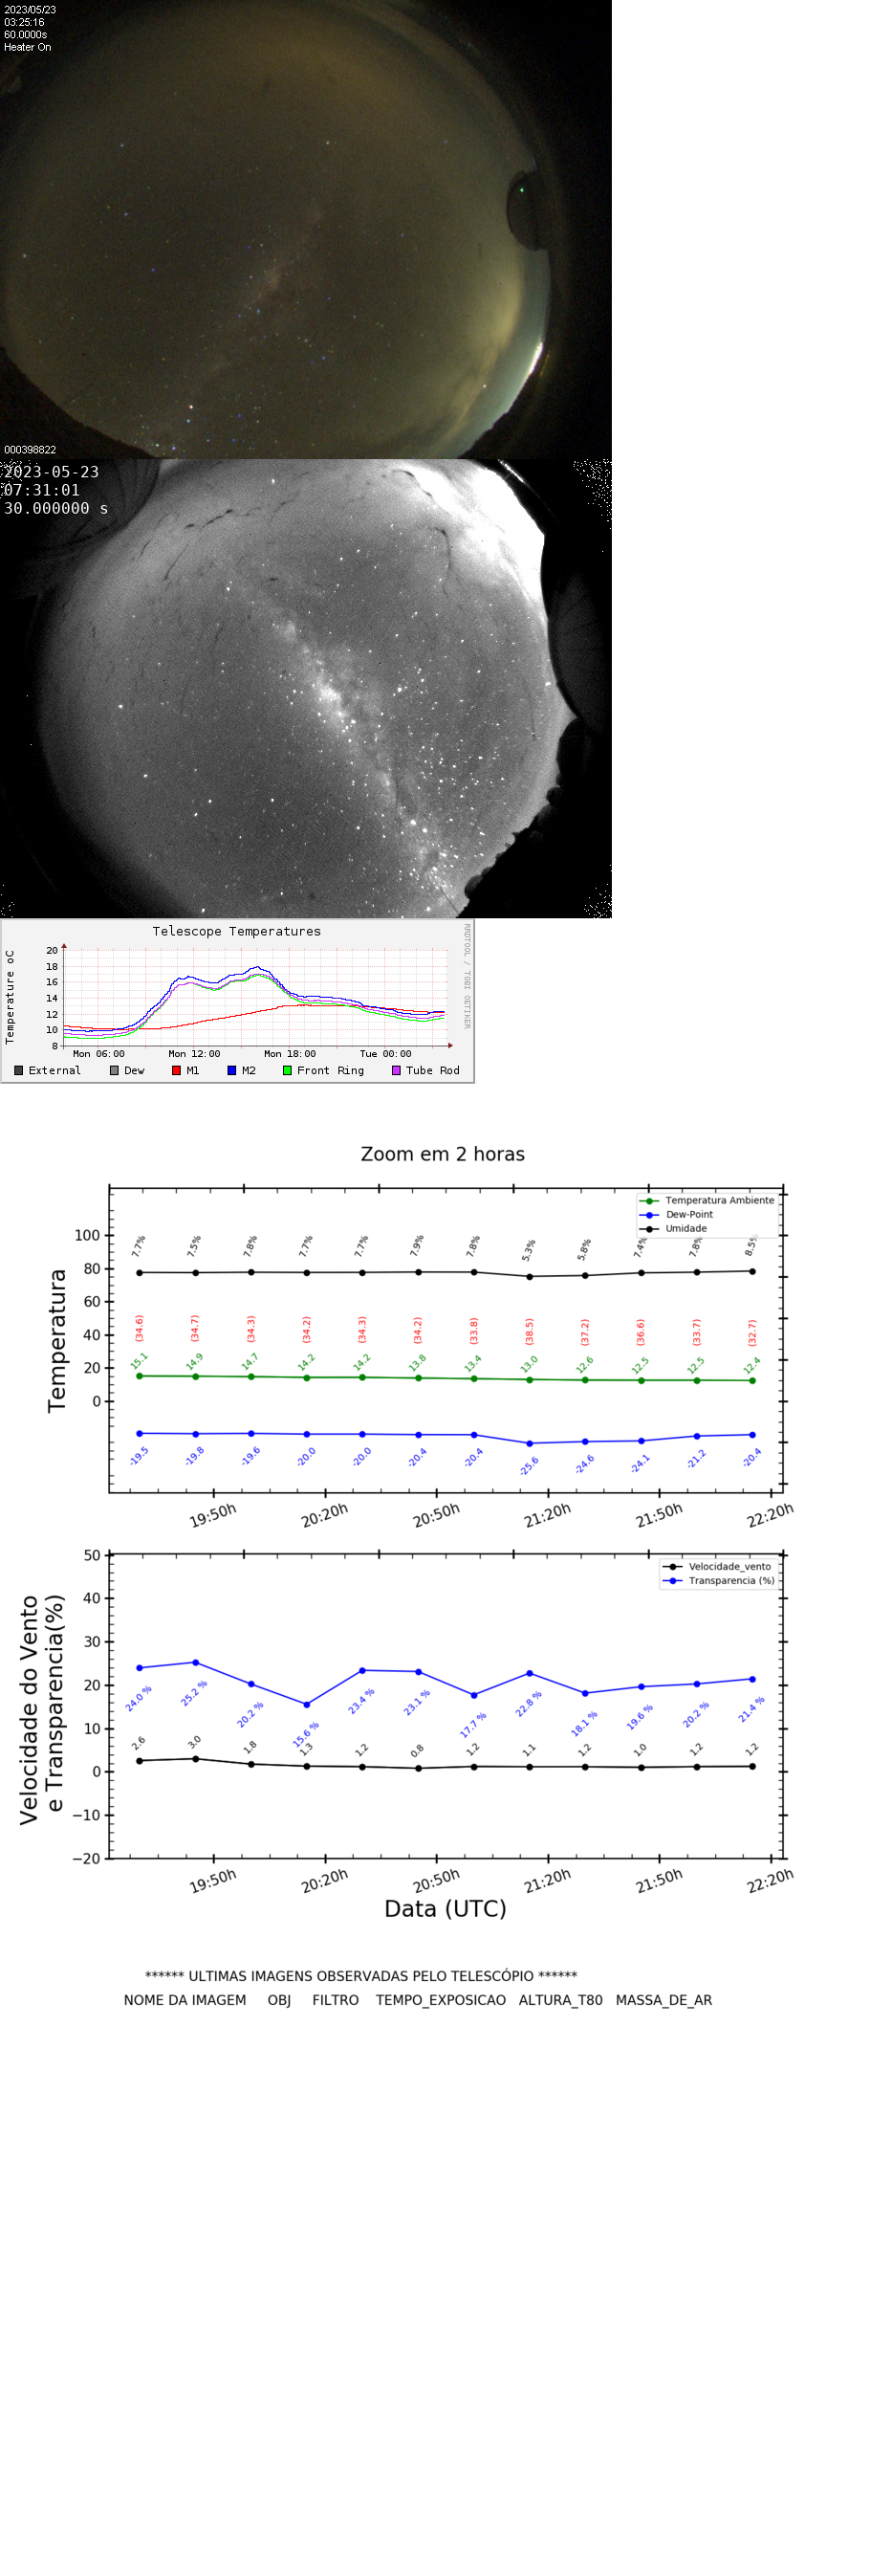 2023/05/23
03:25:16
60.0000s
Heater On
000398822
2023-05-23
07:31:01
30.000000 s
Telescope Temperatures
RRDTOOL / TOBI OETIKER
Temperature oC
20
18
16
14
12
10
8
Mon 06:00 Mon 12:00 Mon 18:00 Tue 00:00
External Dew M1 M2 Front Ring Tube Rod
Zoom em 2 horas
Temperatura
Temperatura Ambiente
Dew-Point
Umidade
100
80
60
40
20
0
7.7% 7.5% 7.8% 7.7% 7.7% 7.9% 7.8% 5.3% 5.8% 7.4% 7.8% 8.5%
(34.6) (34.7) (34.3) (34.2) (34.3) (34.2) (33.8) (38.5) (37.2) (36.6) (33.7) (32.7)
15.1 14.9 14.7 14.2 14.2 13.8 13.4 13.0 12.6 12.5 12.5 12.4
-19.5 -19.8 -19.6 -20.0 -20.0 -20.4 -20.4 -25.6 -24.6 -24.1 -21.2 -20.4
19:50h 20:20h 20:50h 21:20h 21:50h 22:20h
Velocidade do Vento
e Transparencia(%)
Velocidade_vento
Transparencia (%)
50
40
30
20
10
0
−10
−20
24.0 % 25.2 % 20.2 % 15.6 % 23.4 % 23.1 % 17.7 % 22.8 % 18.1 % 19.6 % 20.2 % 21.4 %
2.6 3.0 1.8 1.3 1.2 0.8 1.2 1.1 1.2 1.0 1.2 1.2
19:50h 20:20h 20:50h 21:20h 21:50h 22:20h
Data (UTC)
****** ULTIMAS IMAGENS OBSERVADAS PELO TELESCÓPIO ******
NOME DA IMAGEM OBJ FILTRO TEMPO_EXPOSICAO ALTURA_T80 MASSA_DE_AR